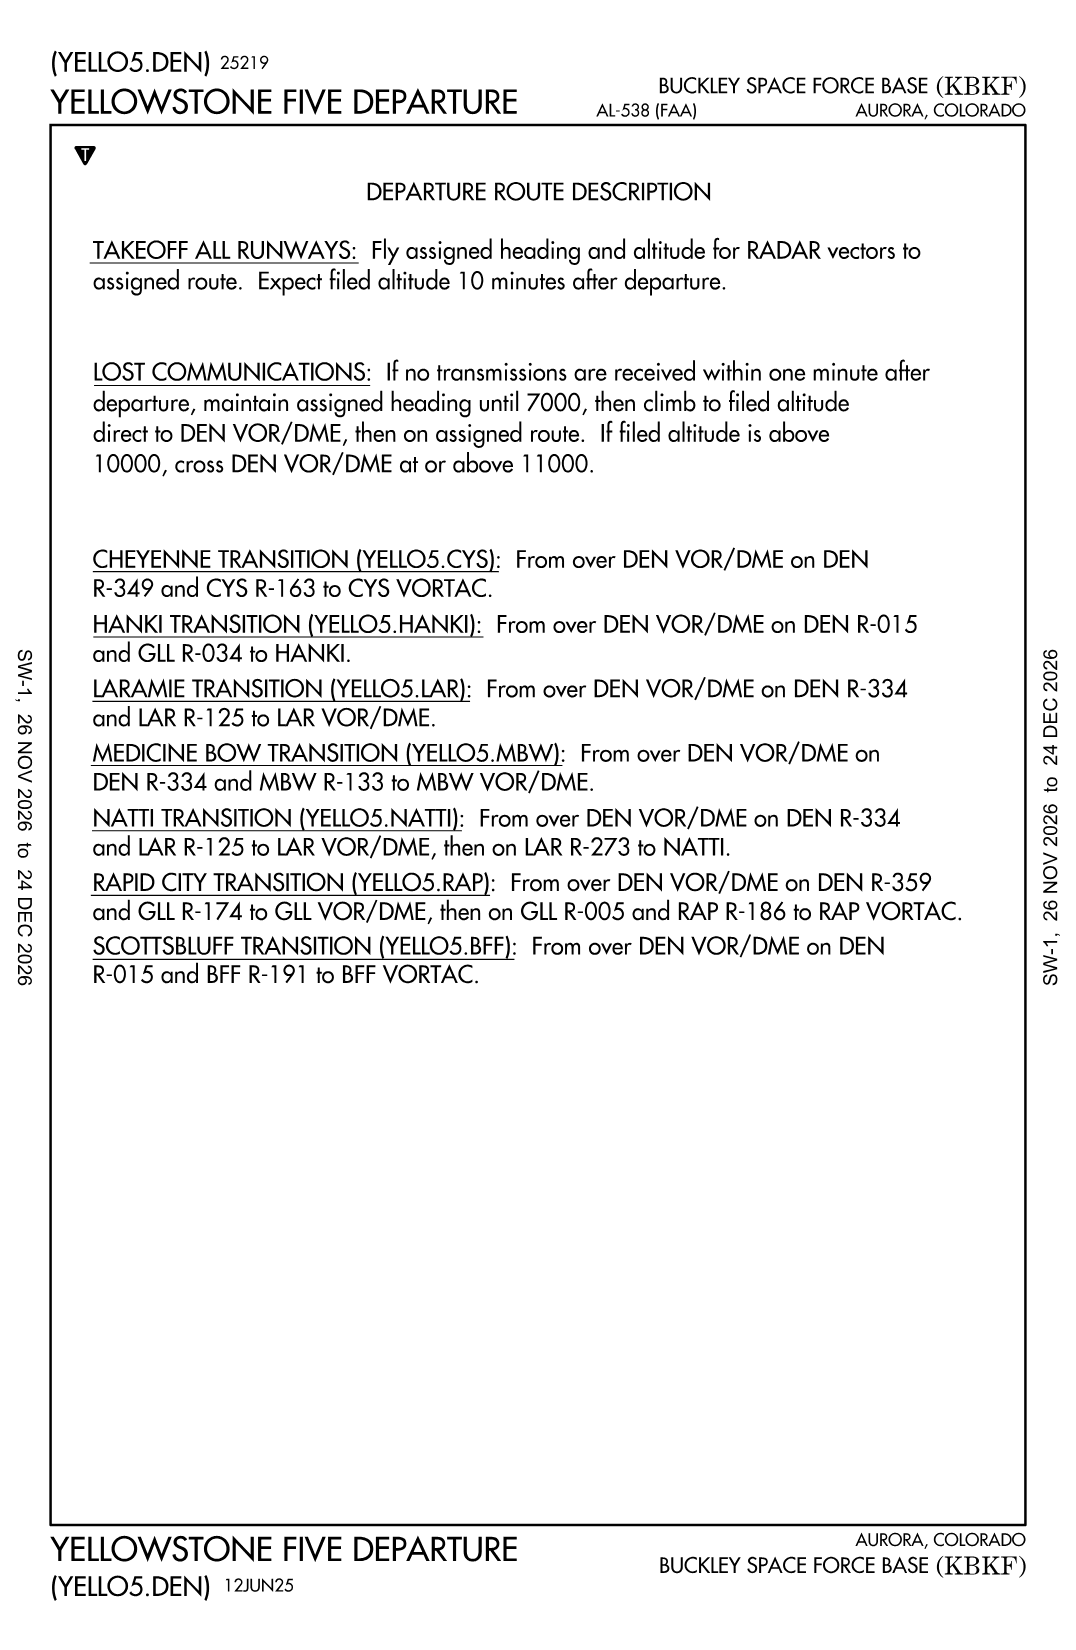 (YELLO5.DEN) 25219
YELLOWSTONE FIVE DEPARTURE
AL-538 (FAA)
BUCKLEY SPACE FORCE BASE (KBKF)
AURORA, COLORADO
T
DEPARTURE ROUTE DESCRIPTION
TAKEOFF ALL RUNWAYS: Fly assigned heading and altitude for RADAR vectors to
assigned route. Expect filed altitude 10 minutes after departure.
LOST COMMUNICATIONS: If no transmissions are received within one minute after
departure, maintain assigned heading until 7000, then climb to filed altitude
direct to DEN VOR/DME, then on assigned route. If filed altitude is above
10000, cross DEN VOR/DME at or above 11000.
CHEYENNE TRANSITION (YELLO5.CYS): From over DEN VOR/DME on DEN
R-349 and CYS R-163 to CYS VORTAC.
HANKI TRANSITION (YELLO5.HANKI): From over DEN VOR/DME on DEN R-015
and GLL R-034 to HANKI.
LARAMIE TRANSITION (YELLO5.LAR): From over DEN VOR/DME on DEN R-334
and LAR R-125 to LAR VOR/DME.
MEDICINE BOW TRANSITION (YELLO5.MBW): From over DEN VOR/DME on
DEN R-334 and MBW R-133 to MBW VOR/DME.
NATTI TRANSITION (YELLO5.NATTI): From over DEN VOR/DME on DEN R-334
and LAR R-125 to LAR VOR/DME, then on LAR R-273 to NATTI.
RAPID CITY TRANSITION (YELLO5.RAP): From over DEN VOR/DME on DEN R-359
and GLL R-174 to GLL VOR/DME, then on GLL R-005 and RAP R-186 to RAP VORTAC.
SCOTTSBLUFF TRANSITION (YELLO5.BFF): From over DEN VOR/DME on DEN
R-015 and BFF R-191 to BFF VORTAC.
SW-1, 26 NOV 2026 to 24 DEC 2026
SW-1, 26 NOV 2026 to 24 DEC 2026
YELLOWSTONE FIVE DEPARTURE
(YELLO5.DEN) 12JUN25
AURORA, COLORADO
BUCKLEY SPACE FORCE BASE (KBKF)